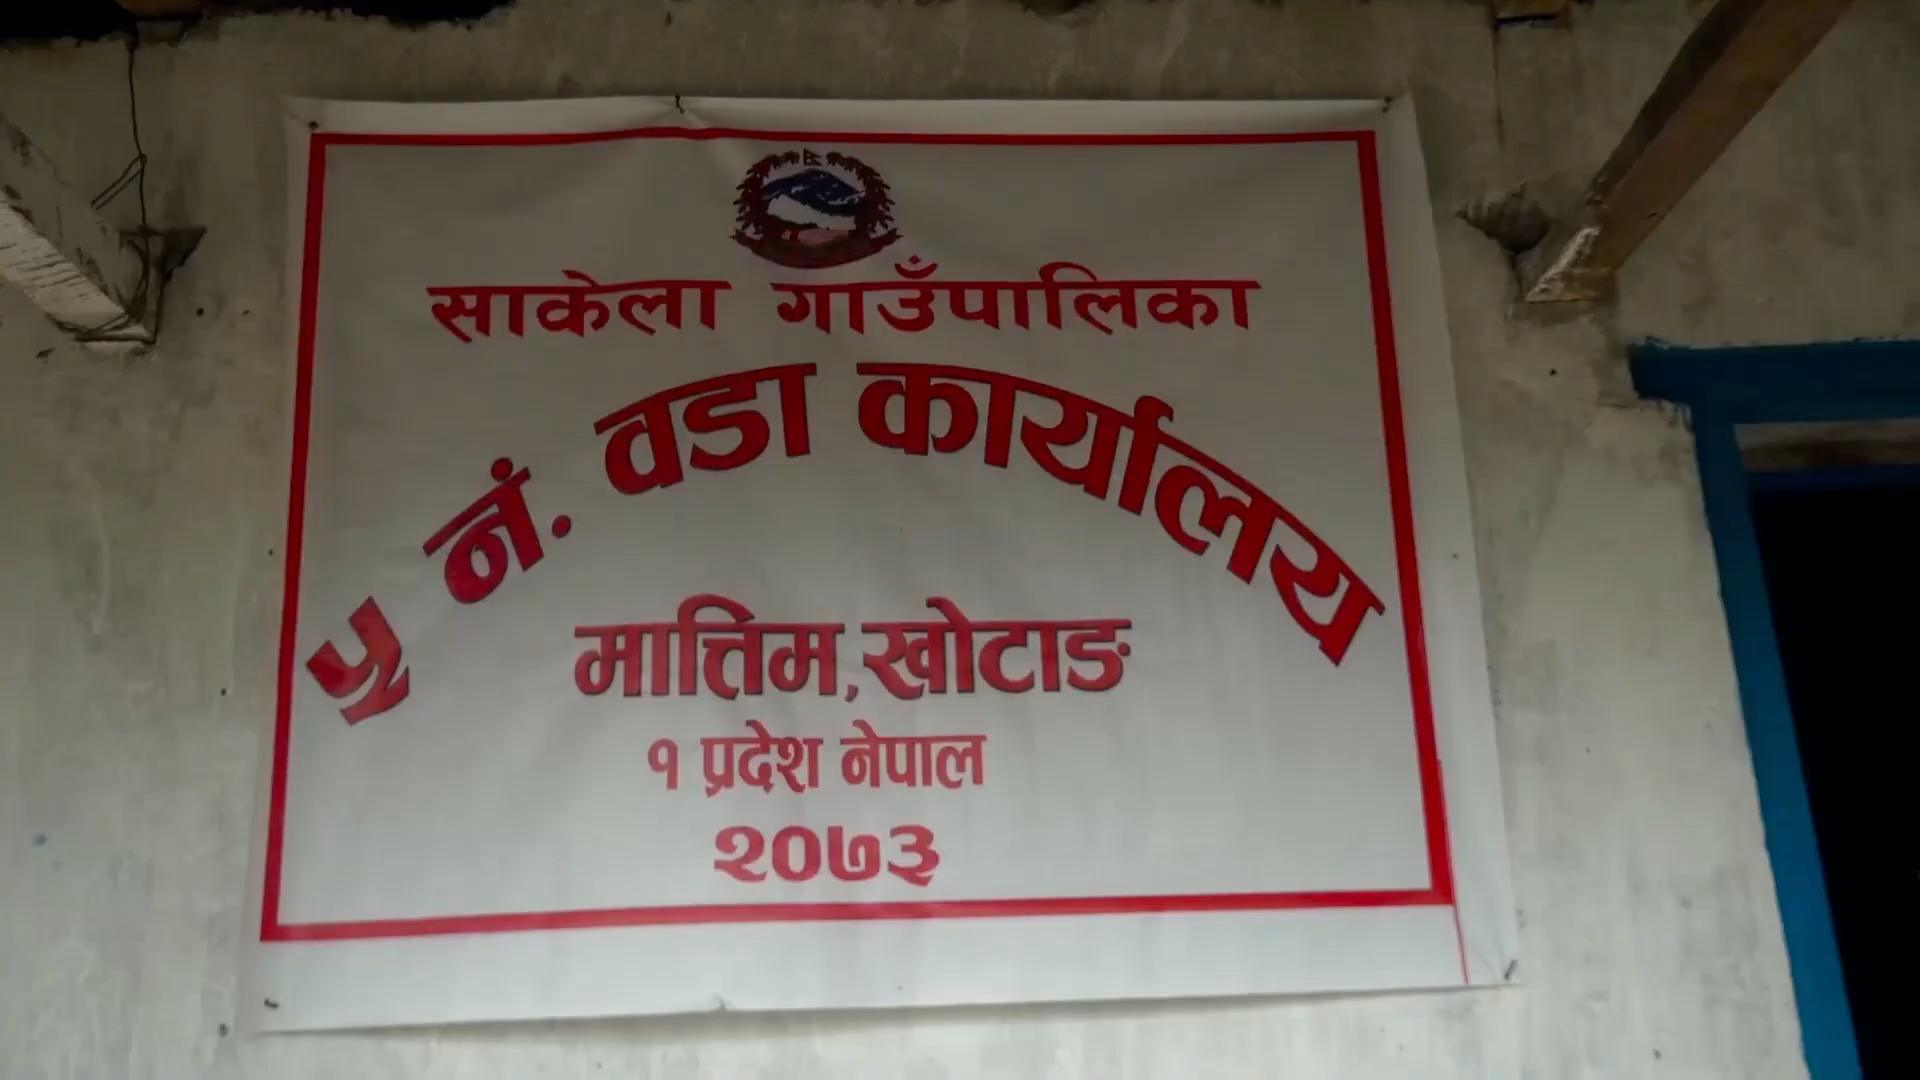 साकेला गाउँपालिका
५ नं. वडा कार्यालय
मात्तिम, खोटाङ
१ प्रदेश नेपाल
२०७३